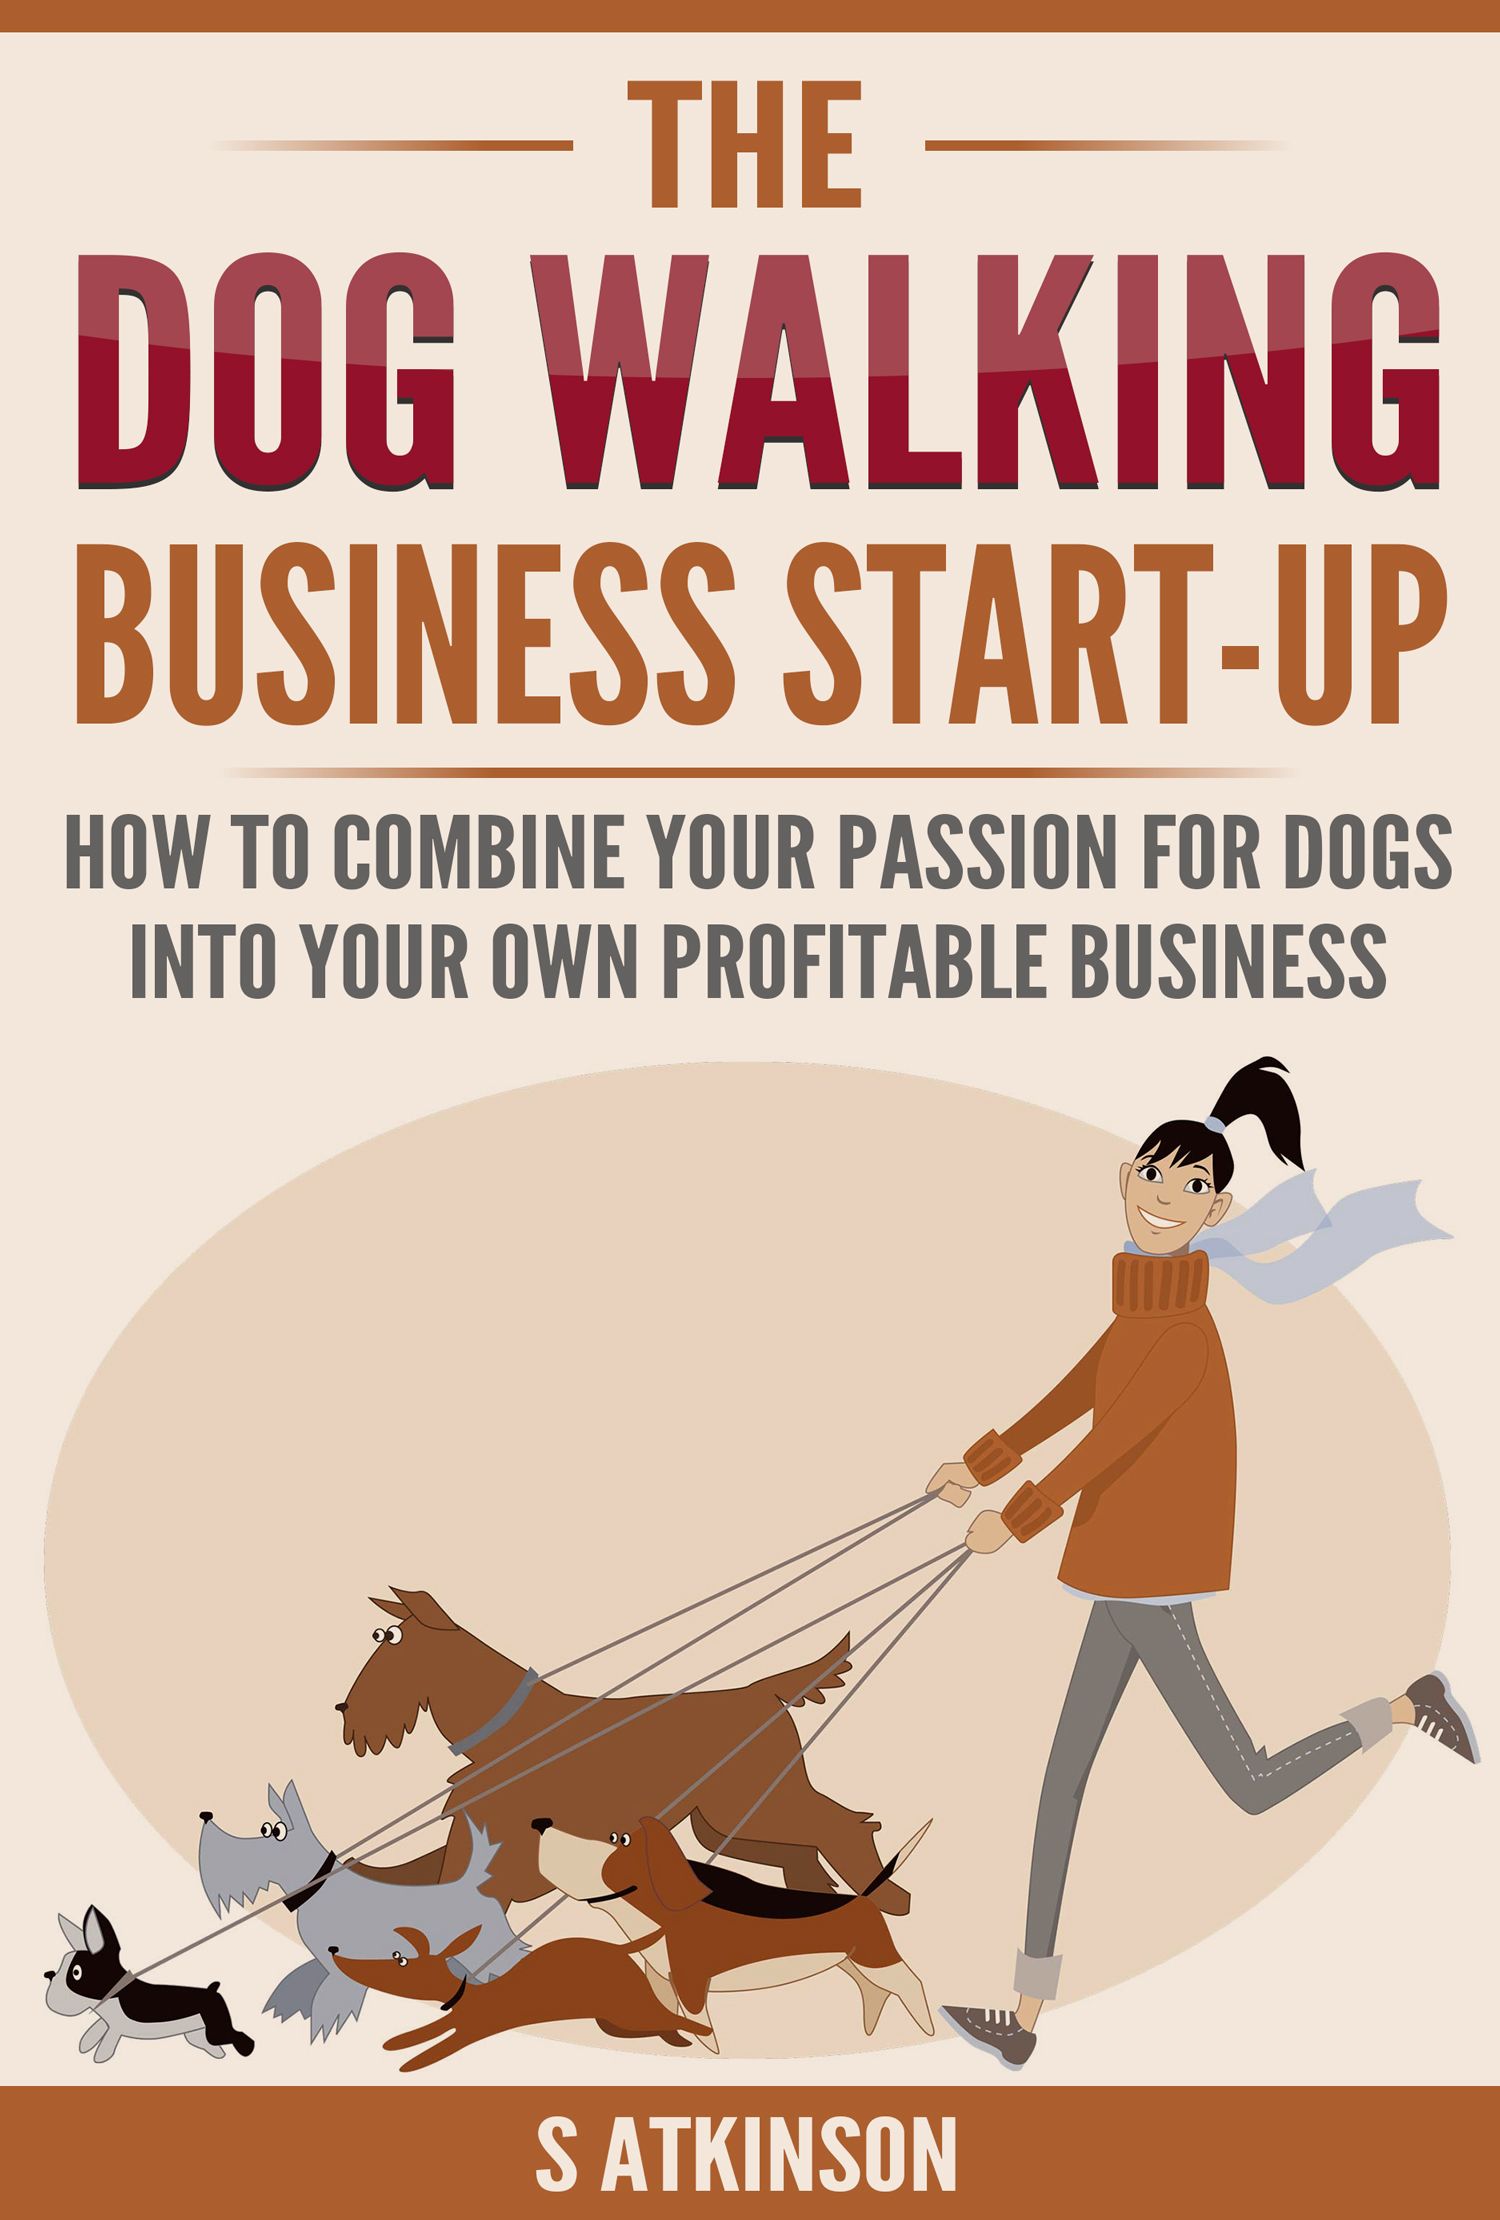 THE
DOG WALKING
BUSINESS START-UP
HOW TO COMBINE YOUR PASSION FOR DOGS
INTO YOUR OWN PROFITABLE BUSINESS
S ATKINSON